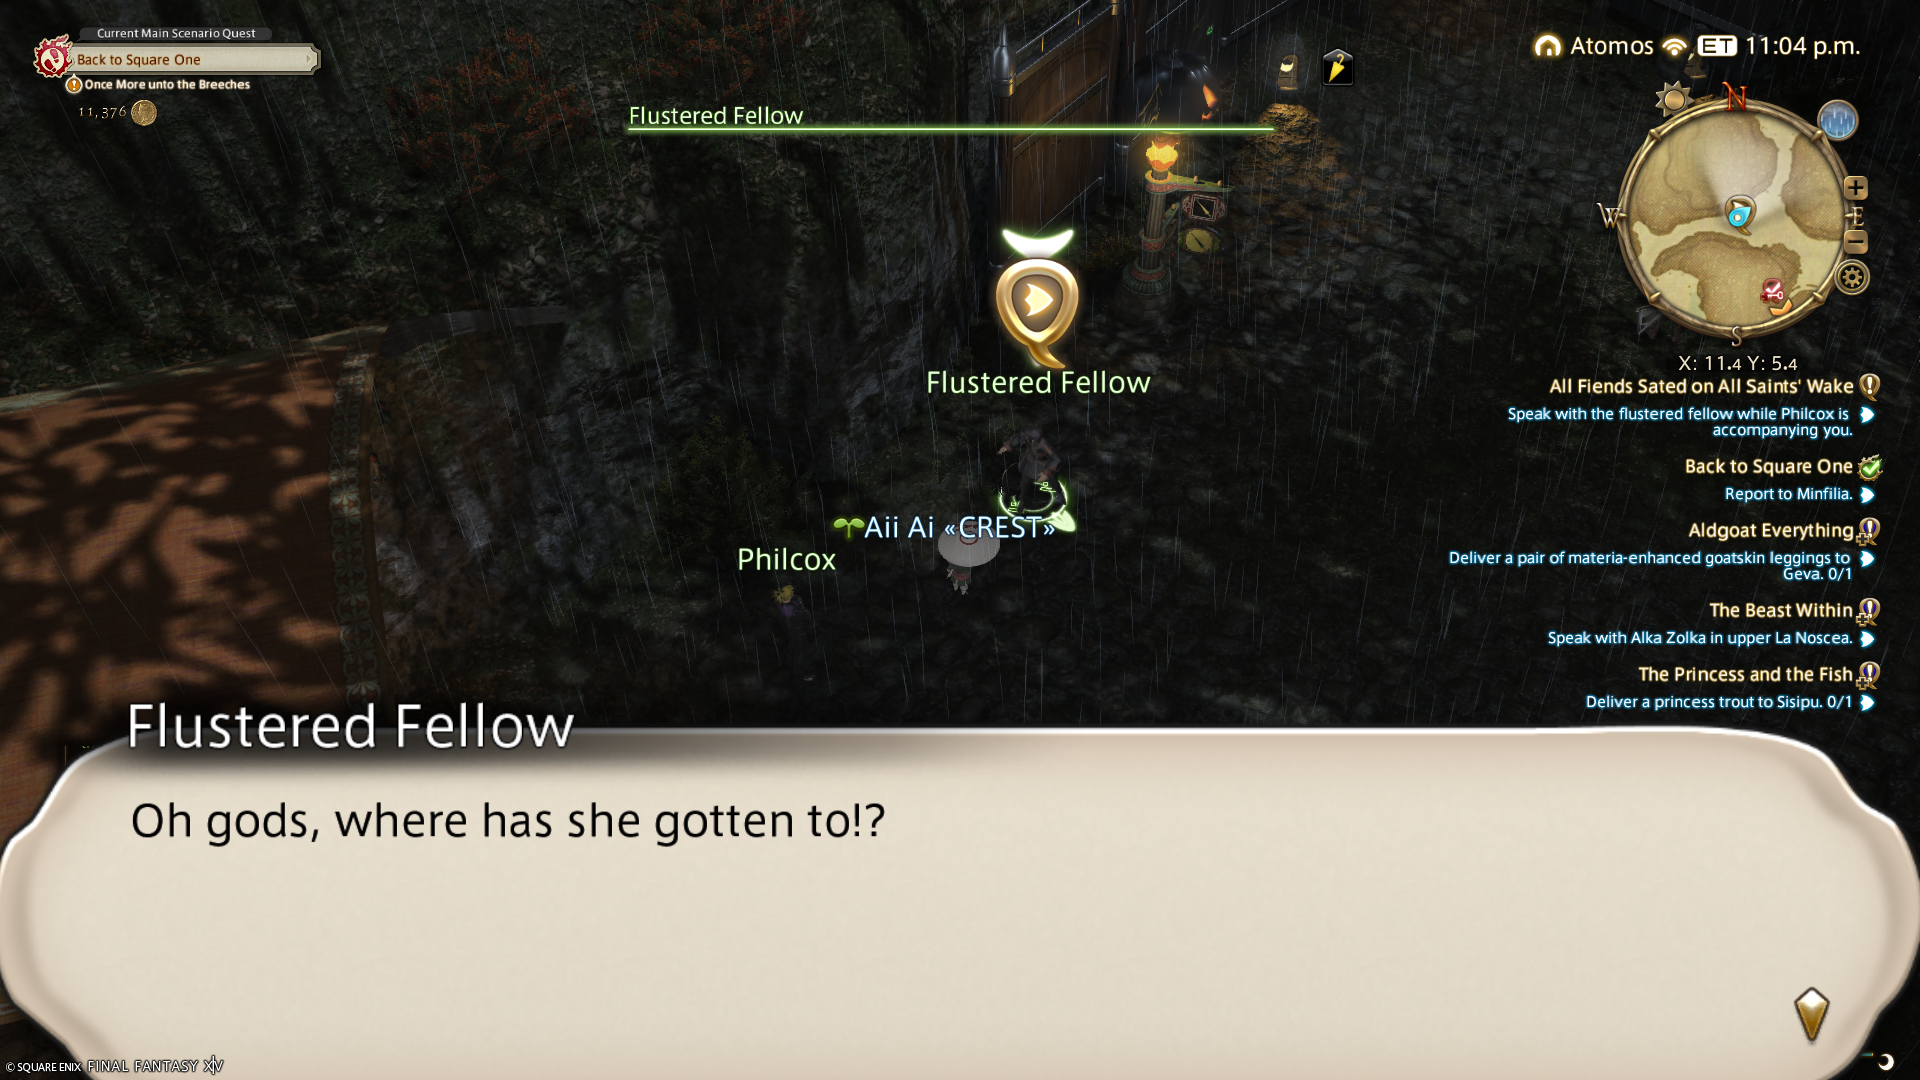 Current Main Scenario Quest
Back to Square One
Once More unto the Breeches
11,376
Flustered Fellow
Atomos ET 11:04 p.m.
N
W
E
S
X: 11.4 Y: 5.4
All Fiends Sated on All Saints' Wake
Speak with the flustered fellow while Philcox is
accompanying you.
Back to Square One
Report to Minfilia.
Aldgoat Everything
Deliver a pair of materia-enhanced goatskin leggings to
Geva. 0/1
The Beast Within
Speak with Alka Zolka in upper La Noscea.
The Princess and the Fish
Deliver a princess trout to Sisipu. 0/1
Flustered Fellow
Aii Ai «CREST»
Philcox
Flustered Fellow
Oh gods, where has she gotten to!?
© SQUARE ENIX FINAL FANTASY XIV